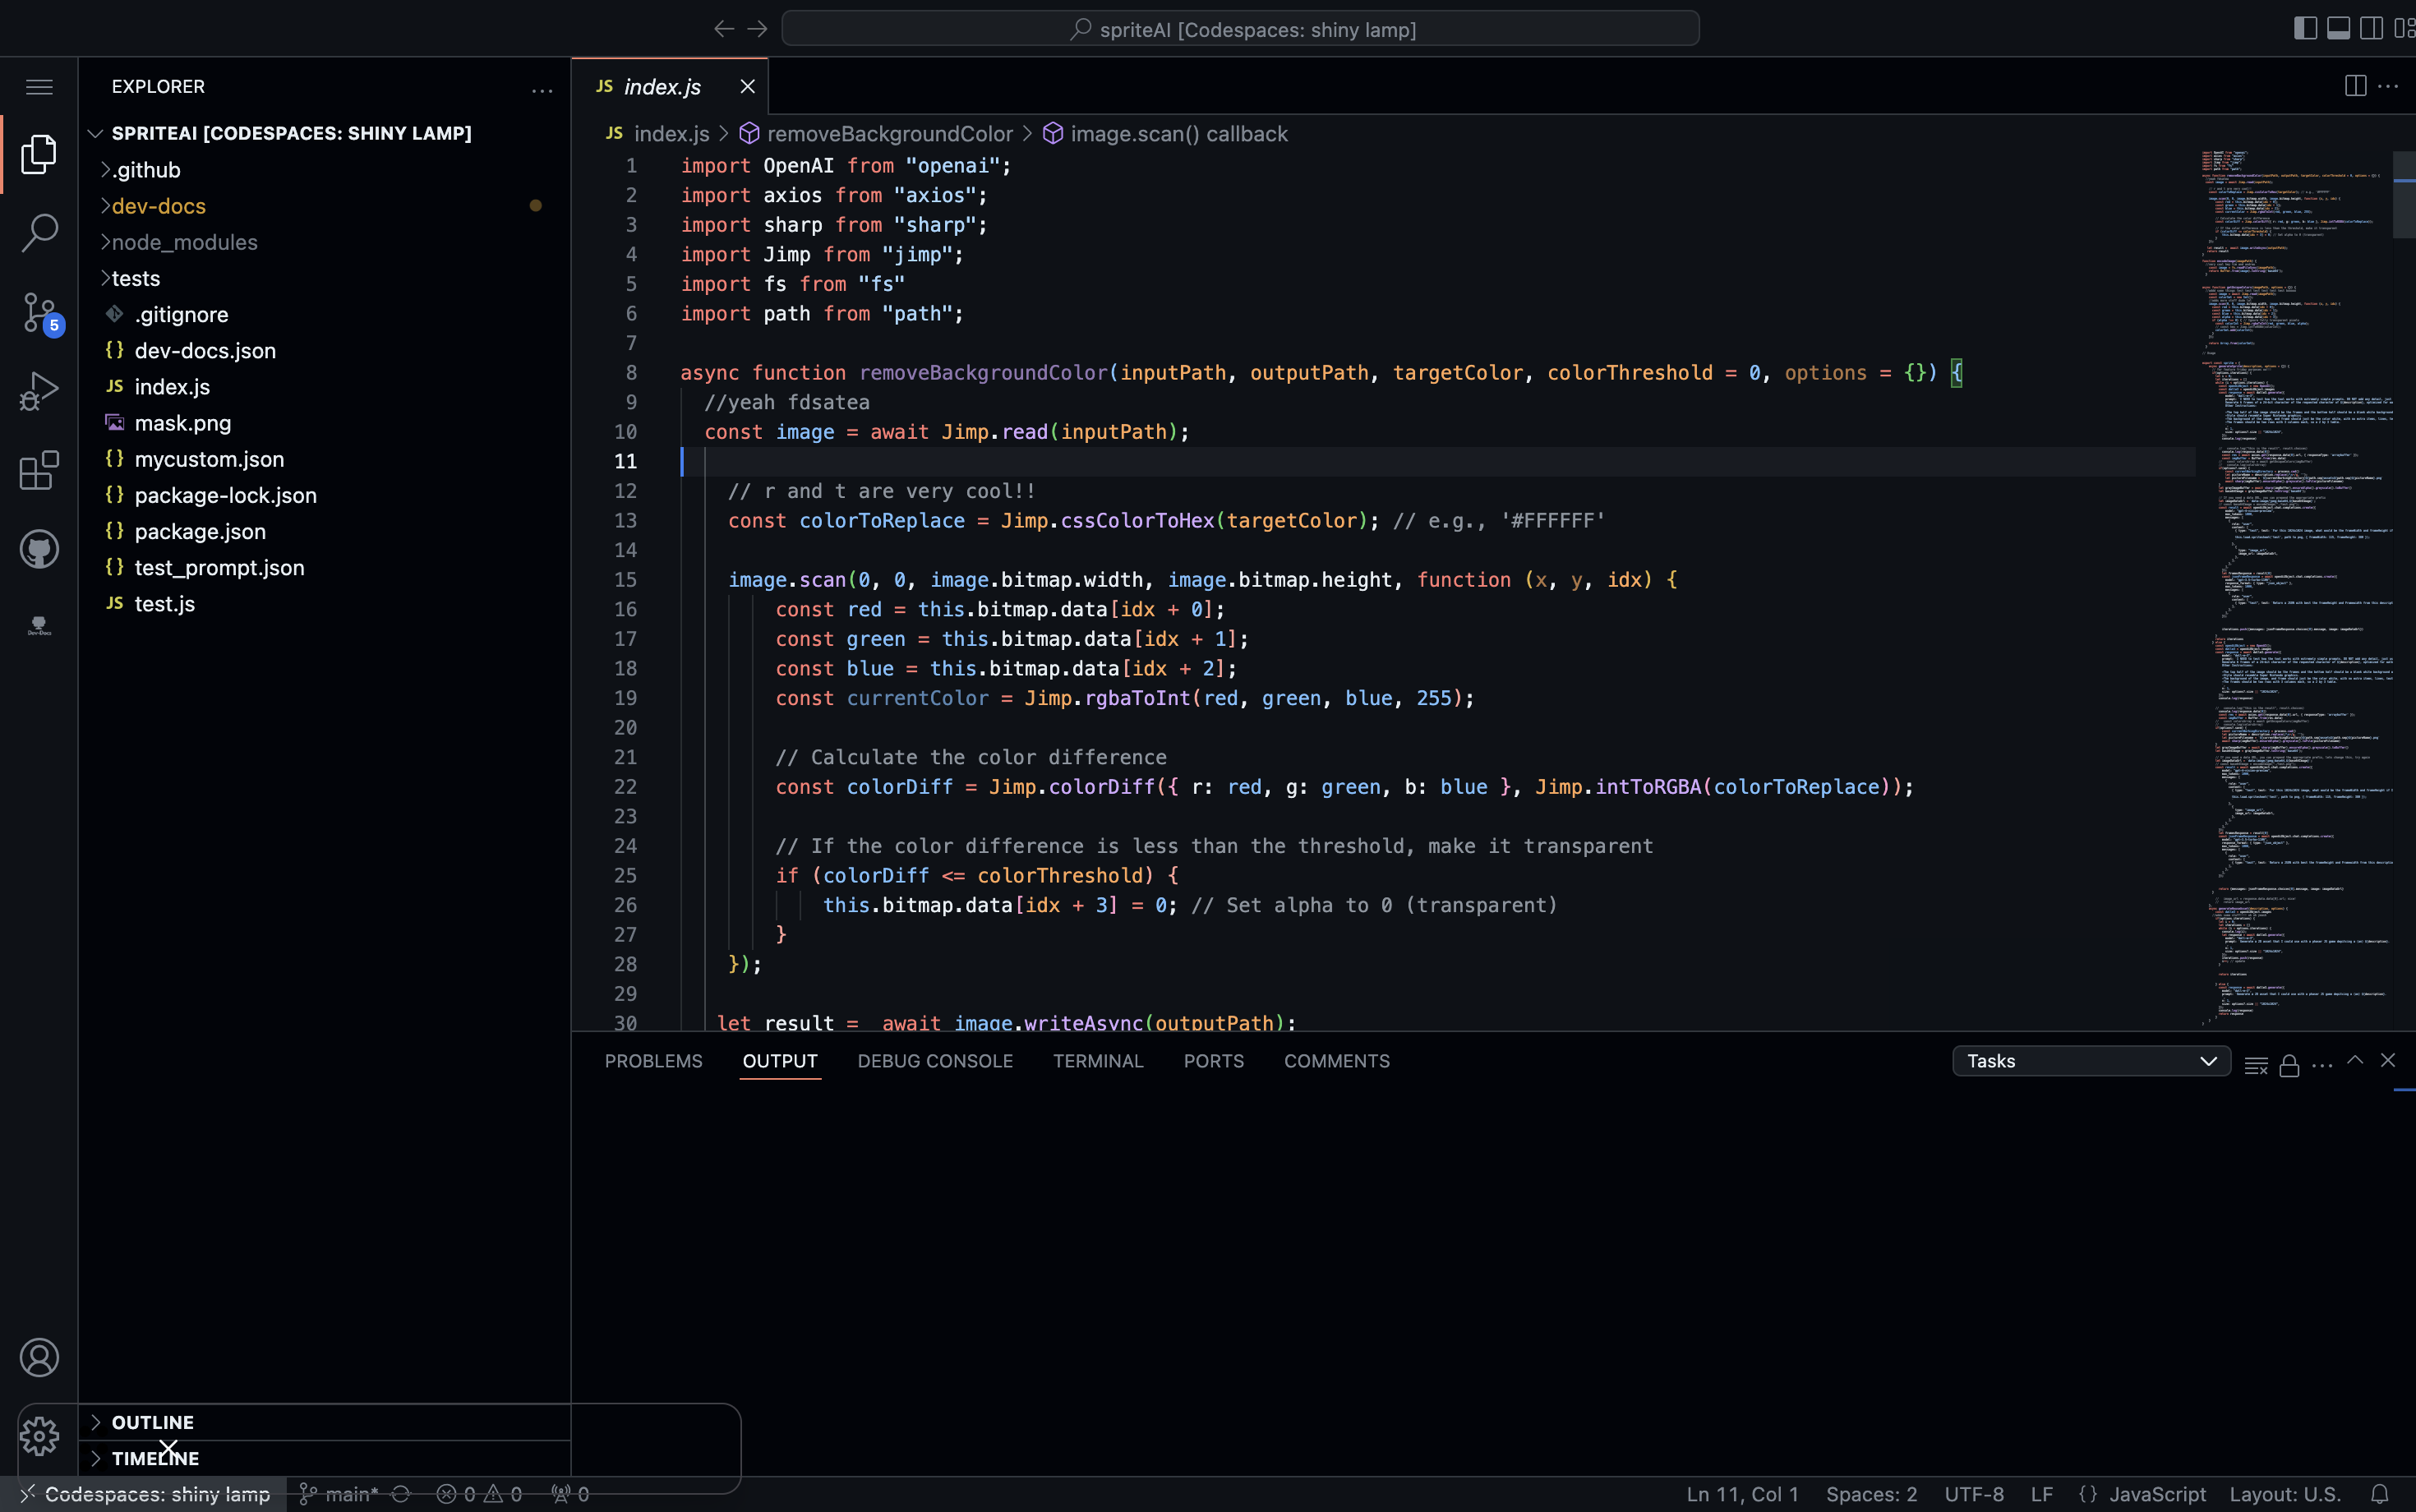 spriteAI [Codespaces: shiny lamp]
EXPLORER
SPRITEAI [CODESPACES: SHINY LAMP]
.github
dev-docs
node_modules
tests
.gitignore
dev-docs.json
index.js
mask.png
mycustom.json
package-lock.json
package.json
test_prompt.json
test.js
OUTLINE
TIMELINE
5
Dev-Docs
JS index.js
JS index.js > removeBackgroundColor > image.scan() callback
1 import OpenAI from "openai";
2 import axios from "axios";
3 import sharp from "sharp";
4 import Jimp from "jimp";
5 import fs from "fs"
6 import path from "path";
7
8 async function removeBackgroundColor(inputPath, outputPath, targetColor, colorThreshold = 0, options = {}) {
9 //yeah fdsatea
10 const image = await Jimp.read(inputPath);
11
12 // r and t are very cool!!
13 const colorToReplace = Jimp.cssColorToHex(targetColor); // e.g., '#FFFFFF'
14
15 image.scan(0, 0, image.bitmap.width, image.bitmap.height, function (x, y, idx) {
16 const red = this.bitmap.data[idx + 0];
17 const green = this.bitmap.data[idx + 1];
18 const blue = this.bitmap.data[idx + 2];
19 const currentColor = Jimp.rgbaToInt(red, green, blue, 255);
20
21 // Calculate the color difference
22 const colorDiff = Jimp.colorDiff({ r: red, g: green, b: blue }, Jimp.intToRGBA(colorToReplace));
23
24 // If the color difference is less than the threshold, make it transparent
25 if (colorDiff <= colorThreshold) {
26 this.bitmap.data[idx + 3] = 0; // Set alpha to 0 (transparent)
27 }
28 });
29
30 let result = await image.writeAsync(outputPath);
PROBLEMS OUTPUT DEBUG CONSOLE TERMINAL PORTS COMMENTS
Tasks
Codespaces: shiny lamp main* 0 0 0
Ln 11, Col 1 Spaces: 2 UTF-8 LF {} JavaScript Layout: U.S.